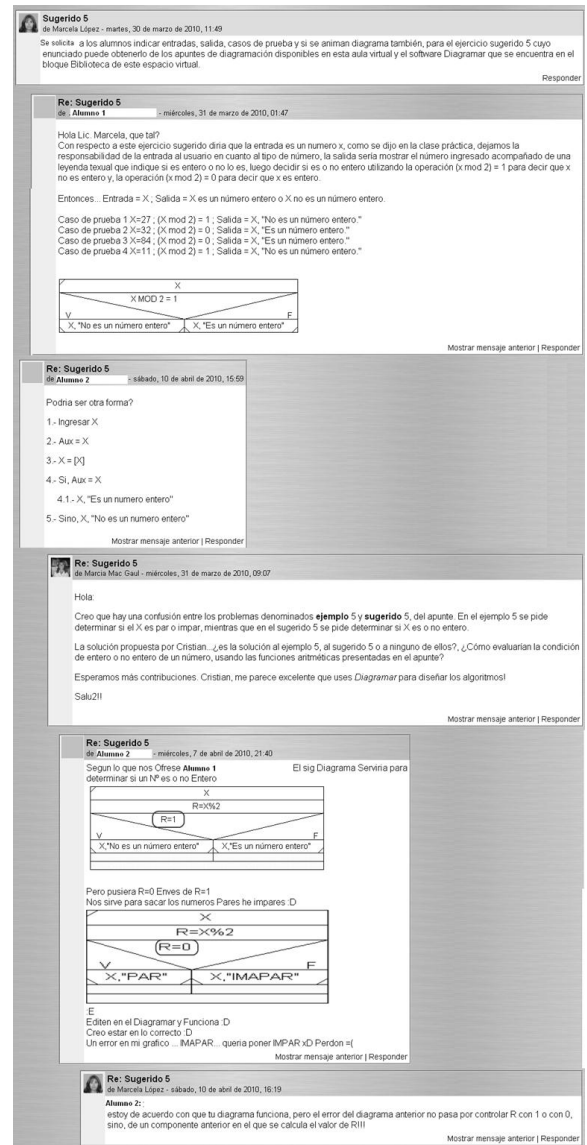 Sugerido 5
de Marcela López - martes, 30 de marzo de 2010, 11:49
Se solicita a los alumnos indicar entradas, salida, casos de prueba y si se animan diagrama también, para el ejercicio sugerido 5 cuyo
enunciado puede obtenerlo de los apuntes de diagramación disponibles en esta aula virtual y el software Diagramar que se encuentra en el
bloque Biblioteca de este espacio virtual.
Responder
Re: Sugerido 5
de . Alumno 1 - miércoles, 31 de marzo de 2010, 01:47
Hola Lic. Marcela, que tal?
Con respecto a este ejercicio sugerido diria que la entrada es un numero x, como se dijo en la clase práctica, dejamos la
responsabilidad de la entrada al usuario en cuanto al tipo de número, la salida sería mostrar el número ingresado acompañado de una
leyenda texual que indique si es entero o no lo es, luego decidir si es o no entero utilizando la operación (x mod 2) = 1 para decir que x
no es entero y, la operación (x mod 2) = 0 para decir que x es entero.
Entonces... Entrada = X ; Salida = X es un número entero o X no es un número entero.
Caso de prueba 1 X=27 ; (X mod 2) = 1 ; Salida = X, "No es un número entero."
Caso de prueba 2 X=32 ; (X mod 2) = 0 ; Salida = X, "Es un número entero."
Caso de prueba 3 X=84 ; (X mod 2) = 0 ; Salida = X, "Es un número entero."
Caso de prueba 4 X=11 ; (X mod 2) = 1 ; Salida = X, "No es un número entero."
X
X MOD 2 = 1
V F
X, "No es un número entero" X, "Es un número entero"
Mostrar mensaje anterior | Responder
Re: Sugerido 5
de Alumno 2 - sábado, 10 de abril de 2010, 15:59
Podria ser otra forma?
1.- Ingresar X
2.- Aux = X
3.- X = [X]
4.- Si, Aux = X
4.1.- X, "Es un numero entero"
5.- Sino, X, "No es un numero entero"
Mostrar mensaje anterior | Responder
Re: Sugerido 5
de Marcia Mac Gaul - miércoles, 31 de marzo de 2010, 09:07
Hola:
Creo que hay una confusión entre los problemas denominados ejemplo 5 y sugerido 5, del apunte. En el ejemplo 5 se pide
determinar si el X es par o impar, mientras que en el sugerido 5 se pide determinar si X es o no entero.
La solución propuesta por Cristian...¿es la solución al ejemplo 5, al sugerido 5 o a ninguno de ellos?, ¿Cómo evaluarían la condición
de entero o no entero de un número, usando las funciones aritméticas presentadas en el apunte?
Esperamos más contribuciones. Cristian, me parece excelente que uses Diagramar para diseñar los algoritmos!
Salu2!!
Mostrar mensaje anterior | Responder
Re: Sugerido 5
de Alumno 2 - miércoles, 7 de abril de 2010, 21:40
Segun lo que nos Ofrese Alumno 1 El sig Diagrama Serviria para
determinar si un Nº es o no Entero
X
R=X%2
R=1
V F
X,"No es un número entero" X,"Es un número entero"
Pero pusiera R=0 Enves de R=1
Nos sirve para sacar los numeros Pares he impares :D
X
R=X%2
R=0
V F
X,"PAR" X,"IMAPAR"
:E
Editen en el Diagramar y Funciona :D
Creo estar en lo correcto :D
Un error en mi grafico ... IMAPAR... queria poner IMPAR xD Perdon =(
Mostrar mensaje anterior | Responder
Re: Sugerido 5
de Marcela López - sábado, 10 de abril de 2010, 16:19
Alumno 2:
estoy de acuerdo con que tu diagrama funciona, pero el error del diagrama anterior no pasa por controlar R con 1 o con 0,
sino, de un componente anterior en el que se calcula el valor de R!!!
Mostrar mensaje anterior | Responder